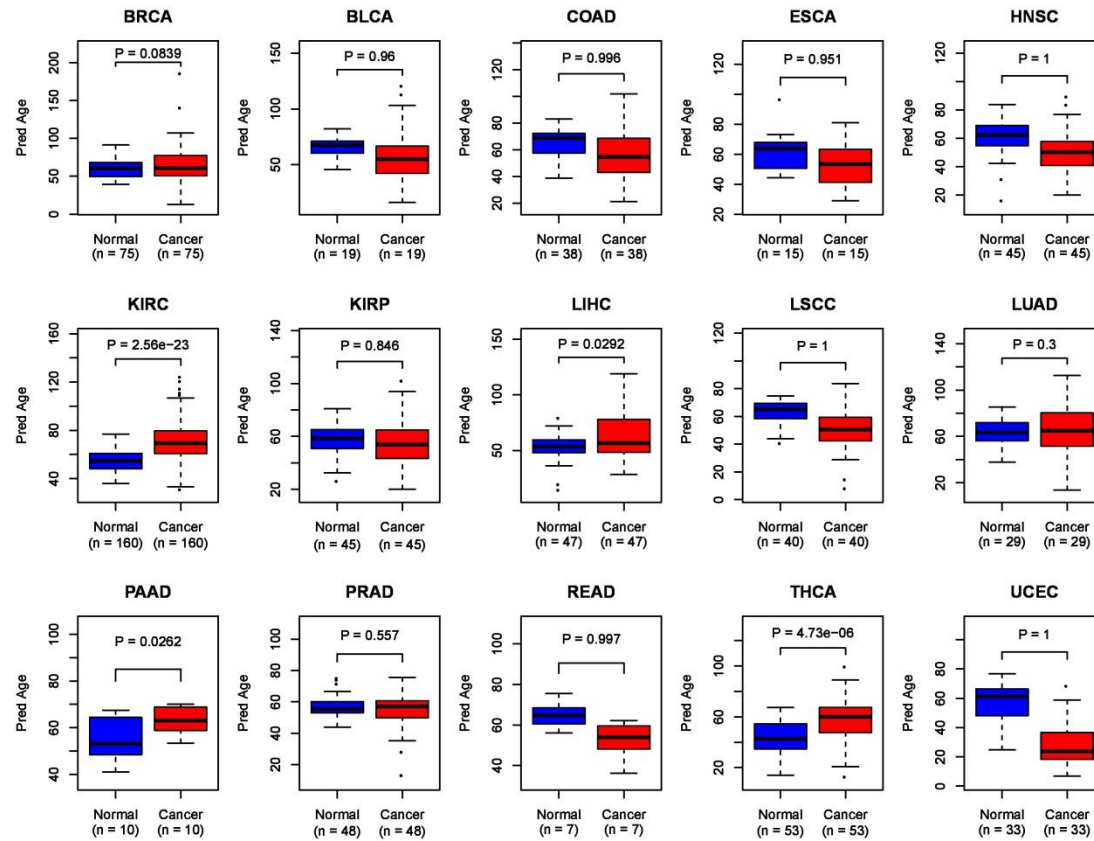 BRCA
BLCA
COAD
ESCA
HNSC
P = 0.0839
P = 0.96
P = 0.996
P = 0.951
P = 1
Pred Age
0 50 100 150 200
Pred Age
50 100 150
Pred Age
20 40 60 80 120
Pred Age
20 40 60 80 120
Pred Age
20 40 60 80 120
Normal
(n = 75)
Cancer
(n = 75)
Normal
(n = 19)
Cancer
(n = 19)
Normal
(n = 38)
Cancer
(n = 38)
Normal
(n = 15)
Cancer
(n = 15)
Normal
(n = 45)
Cancer
(n = 45)
KIRC
KIRP
LIHC
LSCC
LUAD
P = 2.56e−23
P = 0.846
P = 0.0292
P = 1
P = 0.3
Pred Age
40 80 120 160
Pred Age
20 60 100 140
Pred Age
50 100 150
Pred Age
0 20 40 60 80 120
Pred Age
20 60 100 140
Normal
(n = 160)
Cancer
(n = 160)
Normal
(n = 45)
Cancer
(n = 45)
Normal
(n = 47)
Cancer
(n = 47)
Normal
(n = 40)
Cancer
(n = 40)
Normal
(n = 29)
Cancer
(n = 29)
PAAD
PRAD
READ
THCA
UCEC
P = 0.0262
P = 0.557
P = 0.997
P = 4.73e−06
P = 1
Pred Age
40 60 80 100
Pred Age
20 40 60 80 100
Pred Age
40 60 80 100
Pred Age
20 60 100 140
Pred Age
0 20 40 60 80 100
Normal
(n = 10)
Cancer
(n = 10)
Normal
(n = 48)
Cancer
(n = 48)
Normal
(n = 7)
Cancer
(n = 7)
Normal
(n = 53)
Cancer
(n = 53)
Normal
(n = 33)
Cancer
(n = 33)